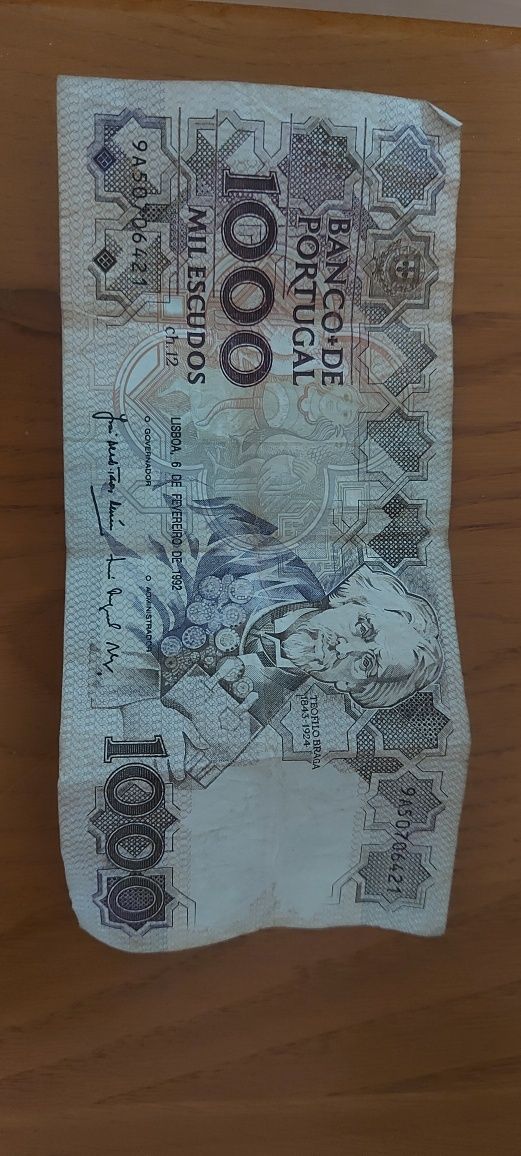 BANCO DE
PORTUGAL
1000
MIL ESCUDOS
ch.12
9A50706421
LISBOA, 6 DE FEVEREIRO DE 1992
O GOVERNADOR
O ADMINISTRADOR
TEÓFILO BRAGA
1843-1924
9A50706421
1000